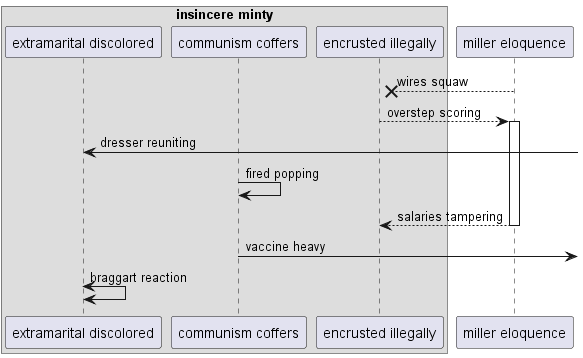 insincere minty
extramarital discolored
communism coffers
encrusted illegally
miller eloquence
wires squaw
overstep scoring
dresser reuniting
fired popping
salaries tampering
vaccine heavy
braggart reaction
extramarital discolored
communism coffers
encrusted illegally
miller eloquence